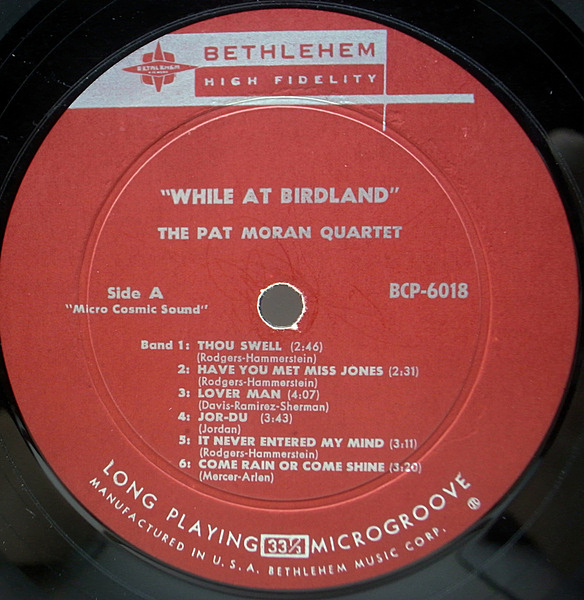 BETHLEHEM
BETHLEHEM
HIGH FIDELITY
"WHILE AT BIRDLAND"
THE PAT MORAN QUARTET
Side A
BCP-6018
"Micro Cosmic Sound"
Band 1: THOU SWELL (2:46)
(Rodgers-Hammerstein)
2: HAVE YOU MET MISS JONES (2:31)
(Rodgers-Hammerstein)
3: LOVER MAN (4:07)
(Davis-Ramirez-Sherman)
4: JOR-DU (3:43)
(Jordan)
5: IT NEVER ENTERED MY MIND (3:11)
(Rodgers-Hammerstein)
6: COME RAIN OR COME SHINE (3:20)
(Mercer-Arlen)
LONG PLAYING 33⅓ MICROGROOVE
MANUFACTURED IN U.S.A. BETHLEHEM MUSIC CORP.